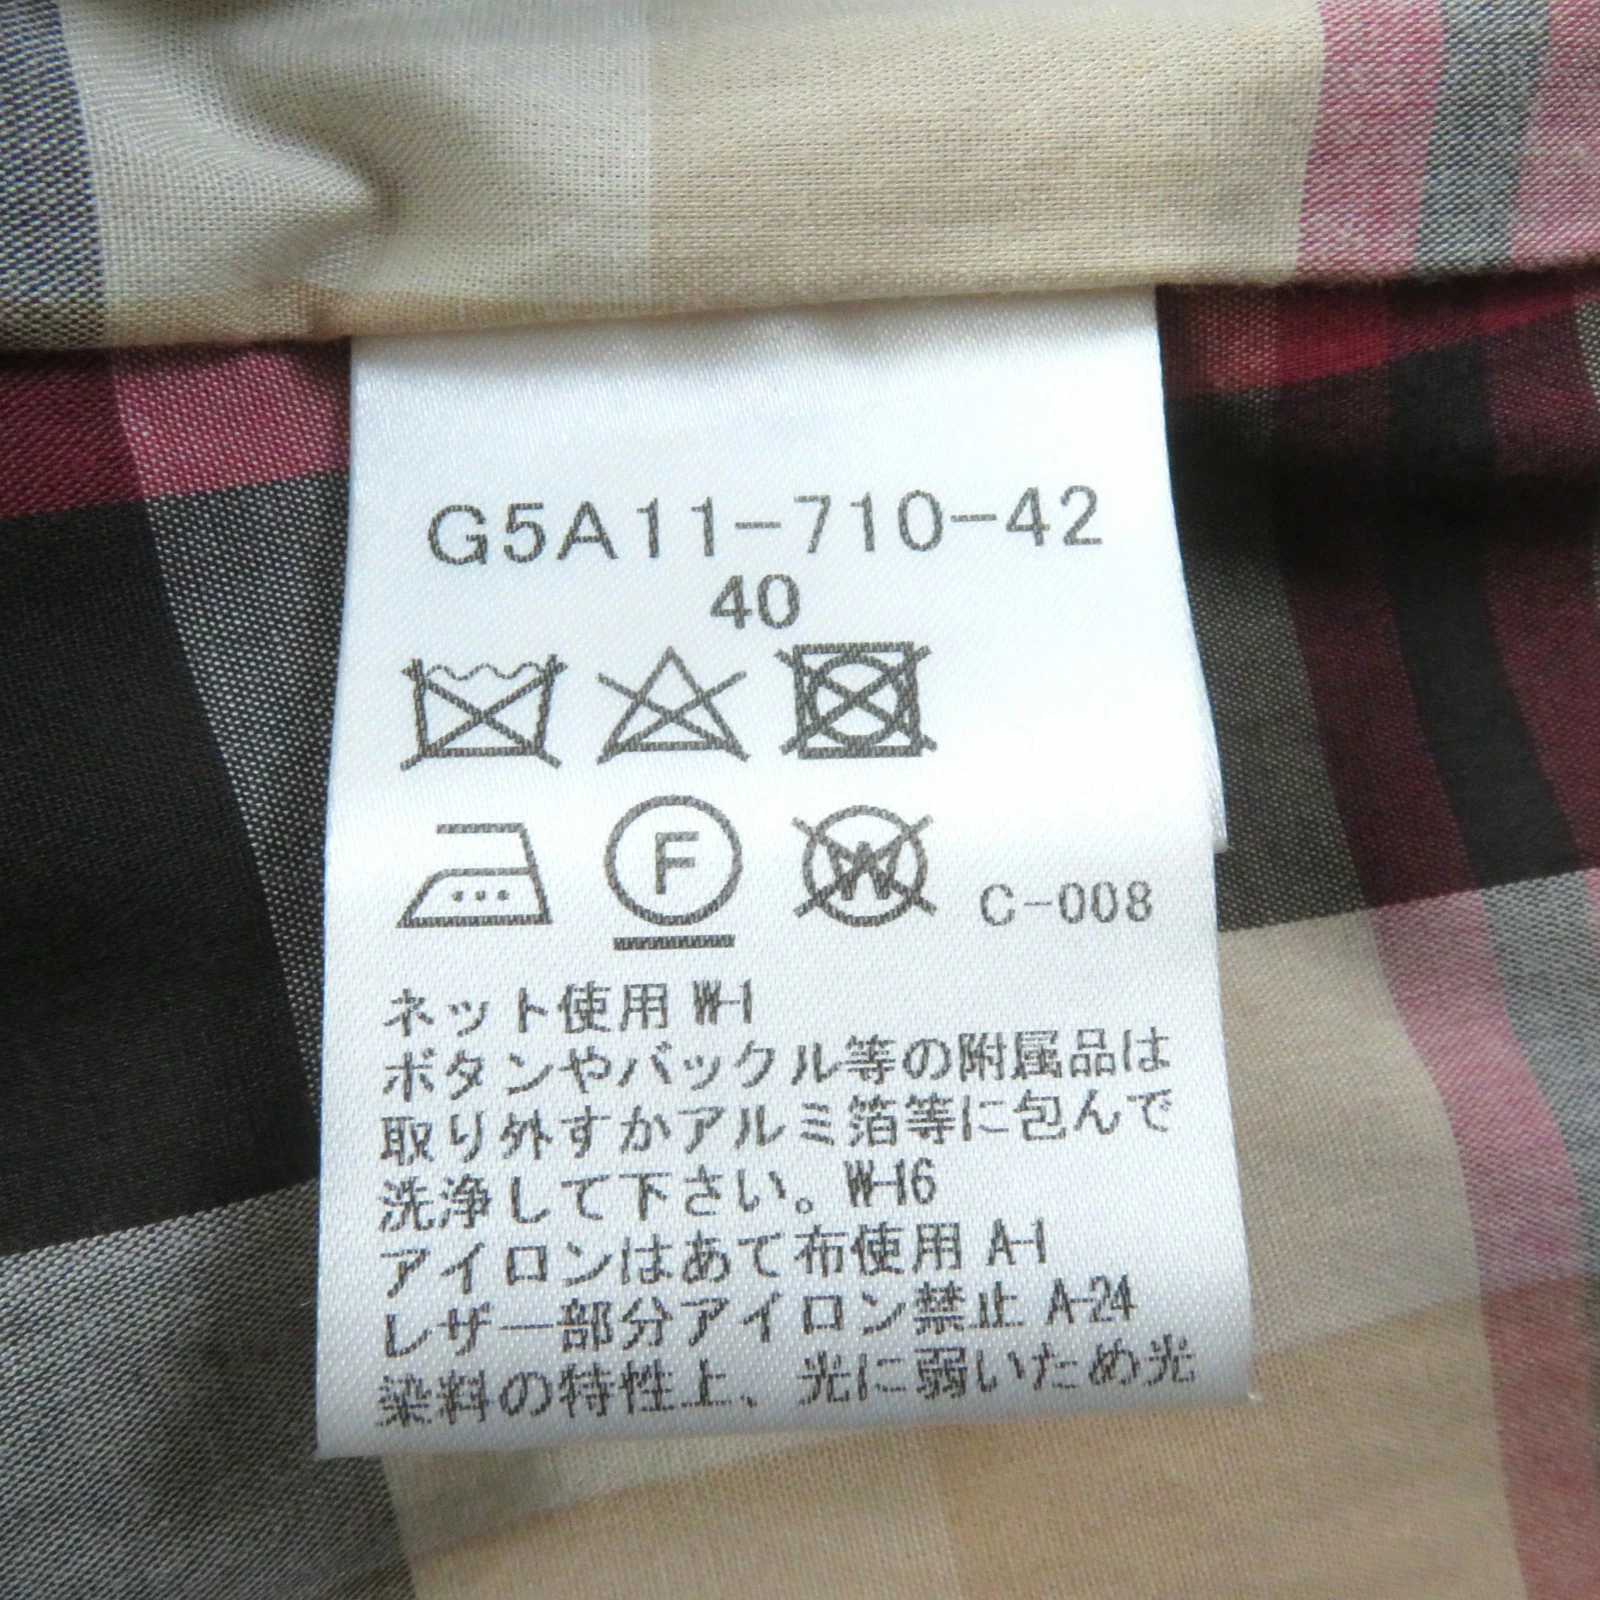 G5A11-710-42
40
F
W
C-008
ネット使用 W-1
ボタンやバックル等の附属品は
取り外すかアルミ箔等に包んで
洗浄して下さい。W-16
アイロンはあて布使用 A-1
レザー部分アイロン禁止 A-24
染料の特性上、光に弱いため光